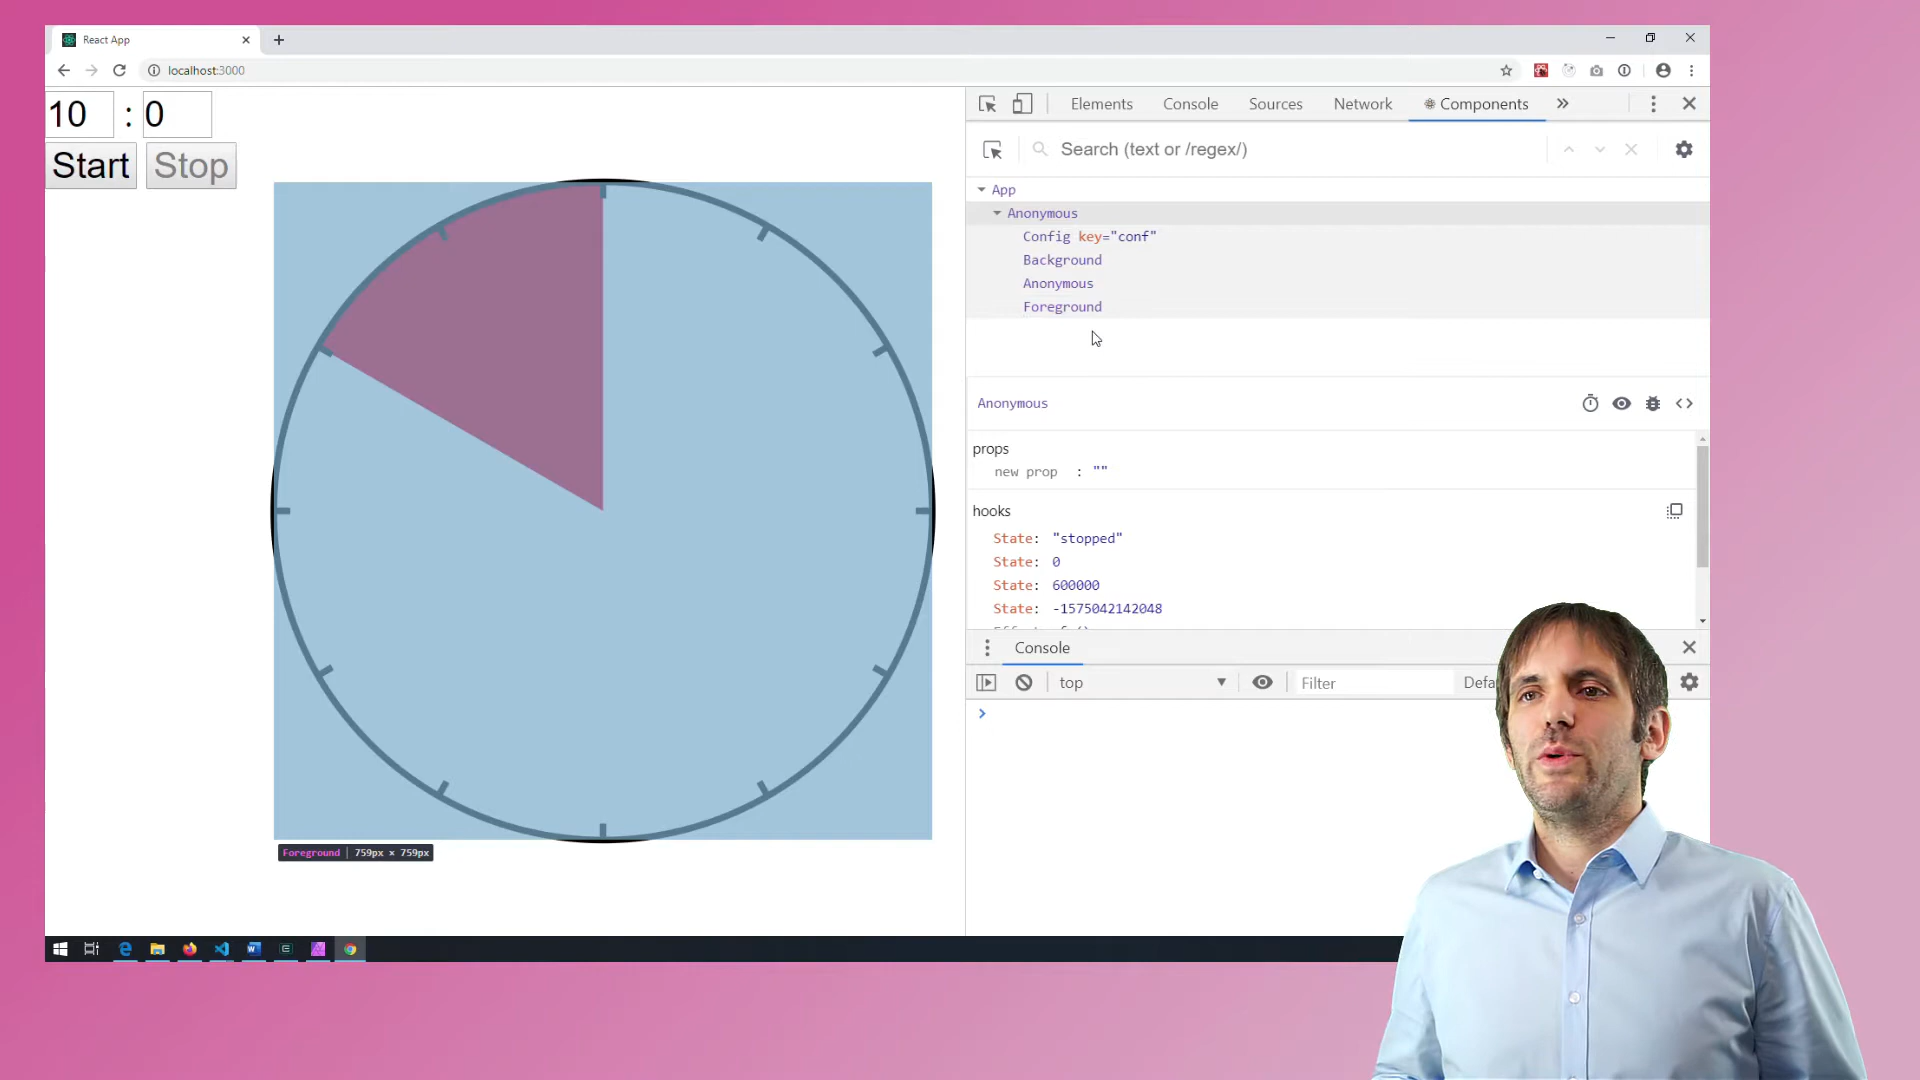 React App
localhost:3000
10 : 0
Start Stop
Foreground 759px × 759px
Elements Console Sources Network Components
Search (text or /regex/)
App
Anonymous
Config key="conf"
Background
Anonymous
Foreground
Anonymous
props
new prop : ""
hooks
State: "stopped"
State: 0
State: 600000
State: -1575042142048
Console
top
Filter